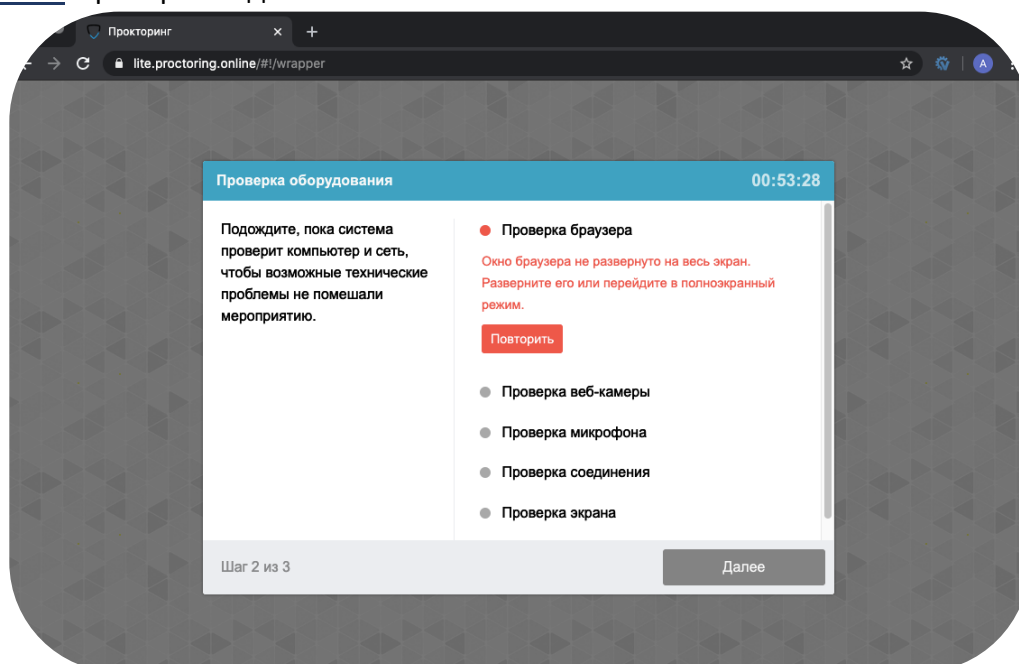 Прокторинг
lite.proctoring.online/#!/wrapper
A
Проверка оборудования
00:53:28
Подождите, пока система
проверит компьютер и сеть,
чтобы возможные технические
проблемы не помешали
мероприятию.
Проверка браузера
Окно браузера не развернуто на весь экран.
Разверните его или перейдите в полноэкранный
режим.
Повторить
Проверка веб-камеры
Проверка микрофона
Проверка соединения
Проверка экрана
Шаг 2 из 3
Далее